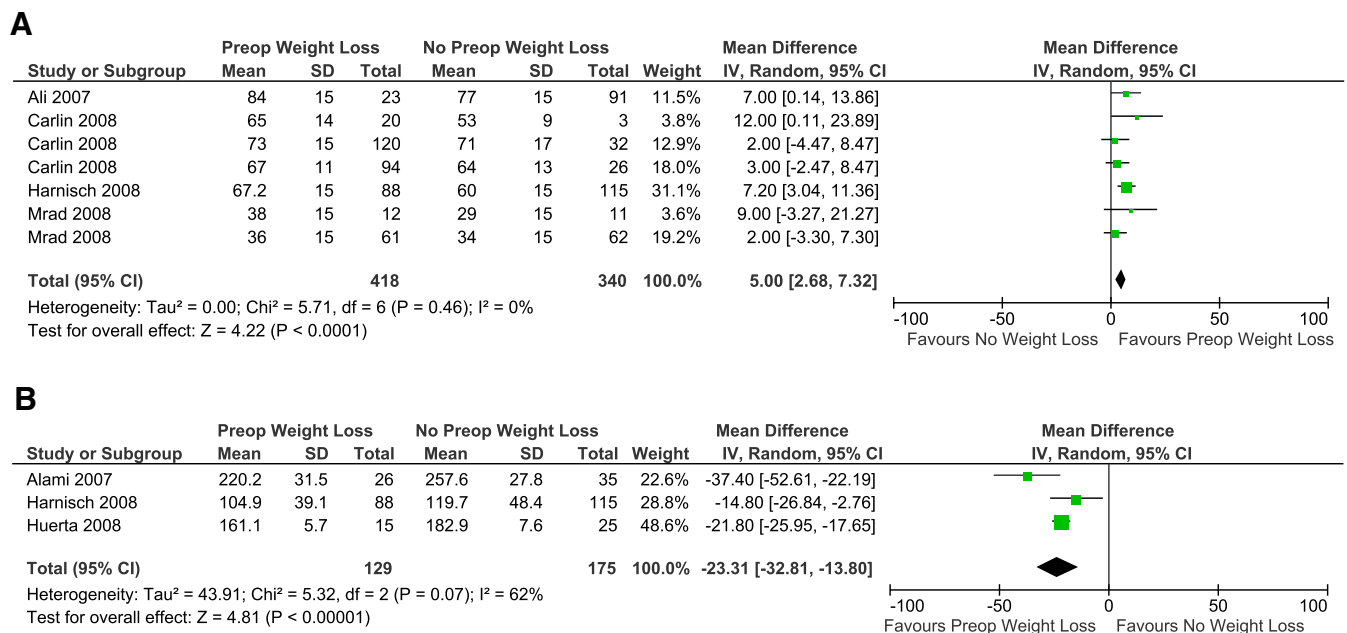 A
Preop Weight Loss No Preop Weight Loss Mean Difference Mean Difference
Study or Subgroup Mean SD Total Mean SD Total Weight IV, Random, 95% CI IV, Random, 95% CI
Ali 2007 84 15 23 77 15 91 11.5% 7.00 [0.14, 13.86]
Carlin 2008 65 14 20 53 9 3 3.8% 12.00 [0.11, 23.89]
Carlin 2008 73 15 120 71 17 32 12.9% 2.00 [-4.47, 8.47]
Carlin 2008 67 11 94 64 13 26 18.0% 3.00 [-2.47, 8.47]
Harnisch 2008 67.2 15 88 60 15 115 31.1% 7.20 [3.04, 11.36]
Mrad 2008 38 15 12 29 15 11 3.6% 9.00 [-3.27, 21.27]
Mrad 2008 36 15 61 34 15 62 19.2% 2.00 [-3.30, 7.30]
Total (95% CI) 418 340 100.0% 5.00 [2.68, 7.32]
Heterogeneity: Tau² = 0.00; Chi² = 5.71, df = 6 (P = 0.46); I² = 0%
Test for overall effect: Z = 4.22 (P < 0.0001)
-100 -50 0 50 100
Favours No Weight Loss Favours Preop Weight Loss
B
Preop Weight Loss No Preop Weight Loss Mean Difference Mean Difference
Study or Subgroup Mean SD Total Mean SD Total Weight IV, Random, 95% CI IV, Random, 95% CI
Alami 2007 220.2 31.5 26 257.6 27.8 35 22.6% -37.40 [-52.61, -22.19]
Harnisch 2008 104.9 39.1 88 119.7 48.4 115 28.8% -14.80 [-26.84, -2.76]
Huerta 2008 161.1 5.7 15 182.9 7.6 25 48.6% -21.80 [-25.95, -17.65]
Total (95% CI) 129 175 100.0% -23.31 [-32.81, -13.80]
Heterogeneity: Tau² = 43.91; Chi² = 5.32, df = 2 (P = 0.07); I² = 62%
Test for overall effect: Z = 4.81 (P < 0.00001)
-100 -50 0 50 100
Favours Preop Weight Loss Favours No Weight Loss